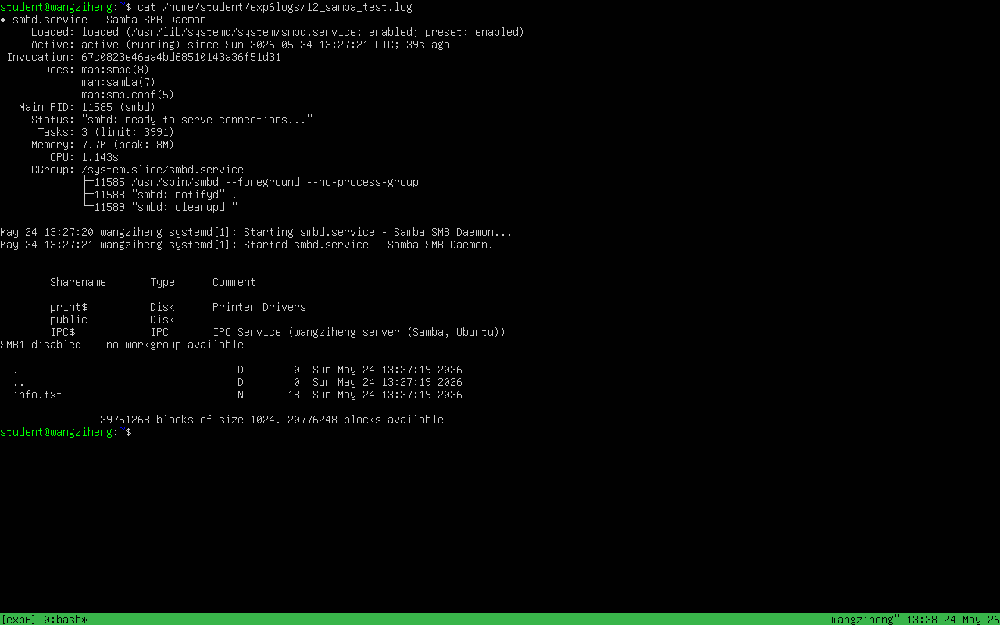 student@wangziheng:~$ cat /home/student/exp6logs/12_samba_test.log
● smbd.service - Samba SMB Daemon
     Loaded: loaded (/usr/lib/systemd/system/smbd.service; enabled; preset: enabled)
     Active: active (running) since Sun 2026-05-24 13:27:21 UTC; 39s ago
 Invocation: 67c0823e46aa4bd68510143a36f51d31
       Docs: man:smbd(8)
             man:samba(7)
             man:smb.conf(5)
   Main PID: 11585 (smbd)
     Status: "smbd: ready to serve connections..."
      Tasks: 3 (limit: 3991)
     Memory: 7.7M (peak: 8M)
        CPU: 1.143s
     CGroup: /system.slice/smbd.service
             ├─11585 /usr/sbin/smbd --foreground --no-process-group
             ├─11588 "smbd: notifyd" .
             └─11589 "smbd: cleanupd "
May 24 13:27:20 wangziheng systemd[1]: Starting smbd.service - Samba SMB Daemon...
May 24 13:27:21 wangziheng systemd[1]: Started smbd.service - Samba SMB Daemon.
        Sharename       Type      Comment
        ---------       ----      -------
        print$          Disk      Printer Drivers
        public          Disk
        IPC$            IPC       IPC Service (wangziheng server (Samba, Ubuntu))
SMB1 disabled -- no workgroup available
  .                                   D        0  Sun May 24 13:27:19 2026
  ..                                  D        0  Sun May 24 13:27:19 2026
  info.txt                            N       18  Sun May 24 13:27:19 2026
                29751268 blocks of size 1024. 20776248 blocks available
student@wangziheng:~$
[exp6] 0:bash* "wangziheng" 13:28 24-May-26